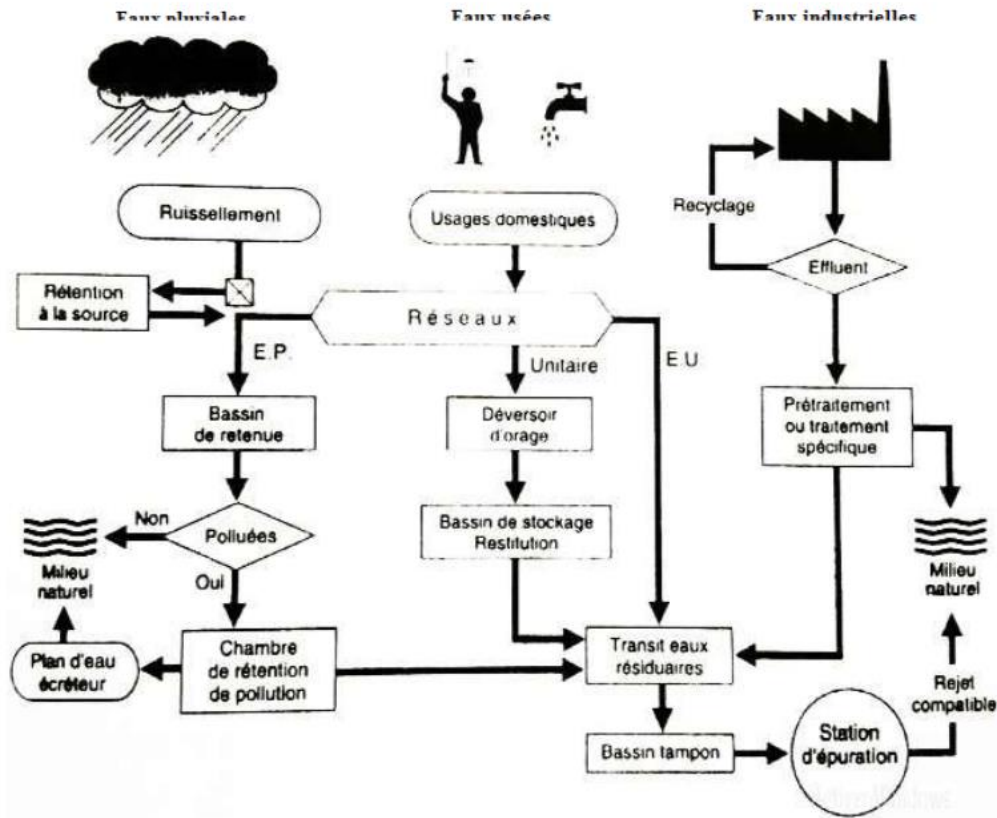 Eaux pluviales
Eaux usées
Eaux industrielles
Ruissellement
Usages domestiques
Recyclage
Effluent
Rétention
à la source
Réseaux
E.P.
Unitaire
E.U
Bassin
de retenue
Déversoir
d'orage
Prétraitement
ou traitement
spécifique
Non
Polluées
Bassin de stockage
Restitution
Milieu
naturel
Oui
Milieu
naturel
Plan d'eau
écréteur
Chambre
de rétention
de pollution
Transit eaux
résiduaires
Rejet
compatible
Bassin tampon
Station
d'épuration